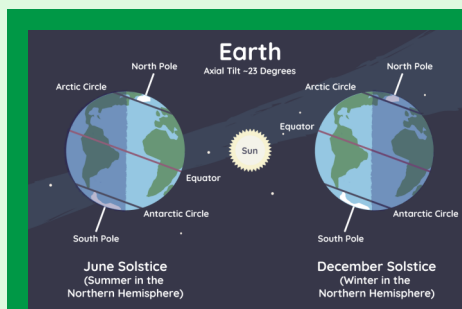 Earth
Axial Tilt ~23 Degrees
North Pole
Arctic Circle
Equator
Antarctic Circle
South Pole
June Solstice
(Summer in the
Northern Hemisphere)
Sun
North Pole
Arctic Circle
Equator
Antarctic Circle
South Pole
December Solstice
(Winter in the
Northern Hemisphere)